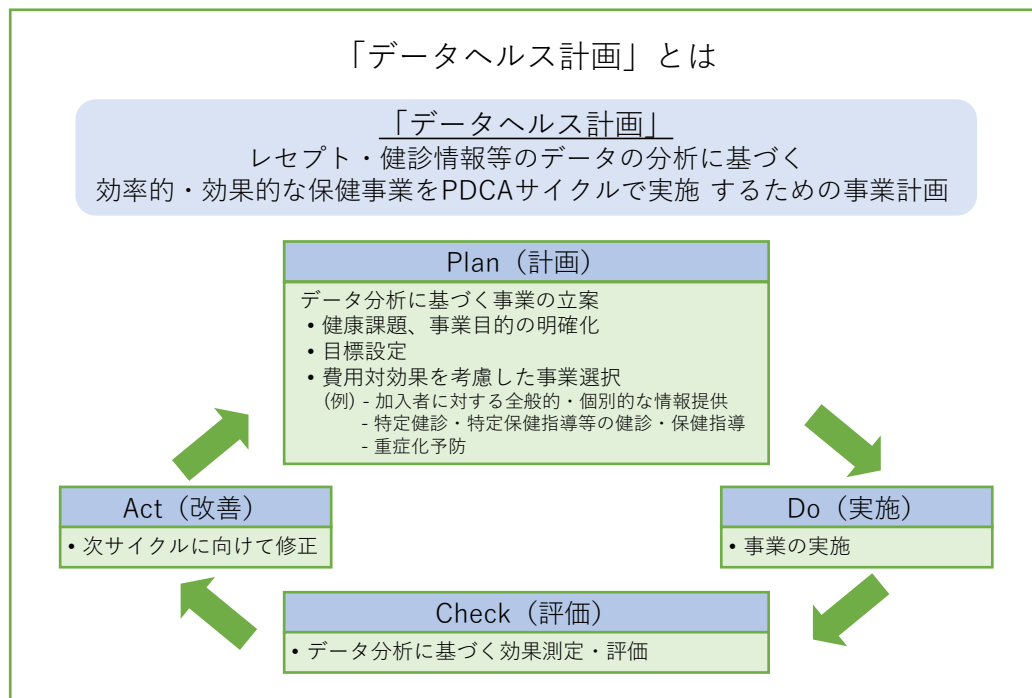 「データヘルス計画」とは
「データヘルス計画」
レセプト・健診情報等のデータの分析に基づく
効率的・効果的な保健事業をPDCAサイクルで実施 するための事業計画
Plan（計画）
データ分析に基づく事業の立案
• 健康課題、事業目的の明確化
• 目標設定
• 費用対効果を考慮した事業選択
(例) - 加入者に対する全般的・個別的な情報提供
- 特定健診・特定保健指導等の健診・保健指導
- 重症化予防
Act（改善）
• 次サイクルに向けて修正
Do（実施）
• 事業の実施
Check（評価）
• データ分析に基づく効果測定・評価